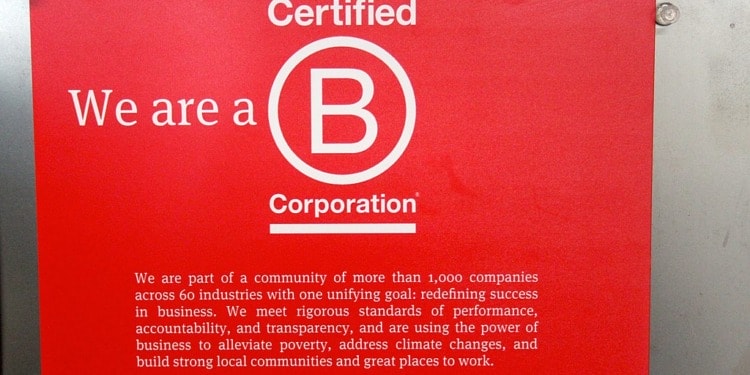 Certified
We are a B
Corporation®
We are part of a community of more than 1,000 companies
across 60 industries with one unifying goal: redefining success
in business. We meet rigorous standards of performance,
accountability, and transparency, and are using the power of
business to alleviate poverty, address climate changes, and
build strong local communities and great places to work.